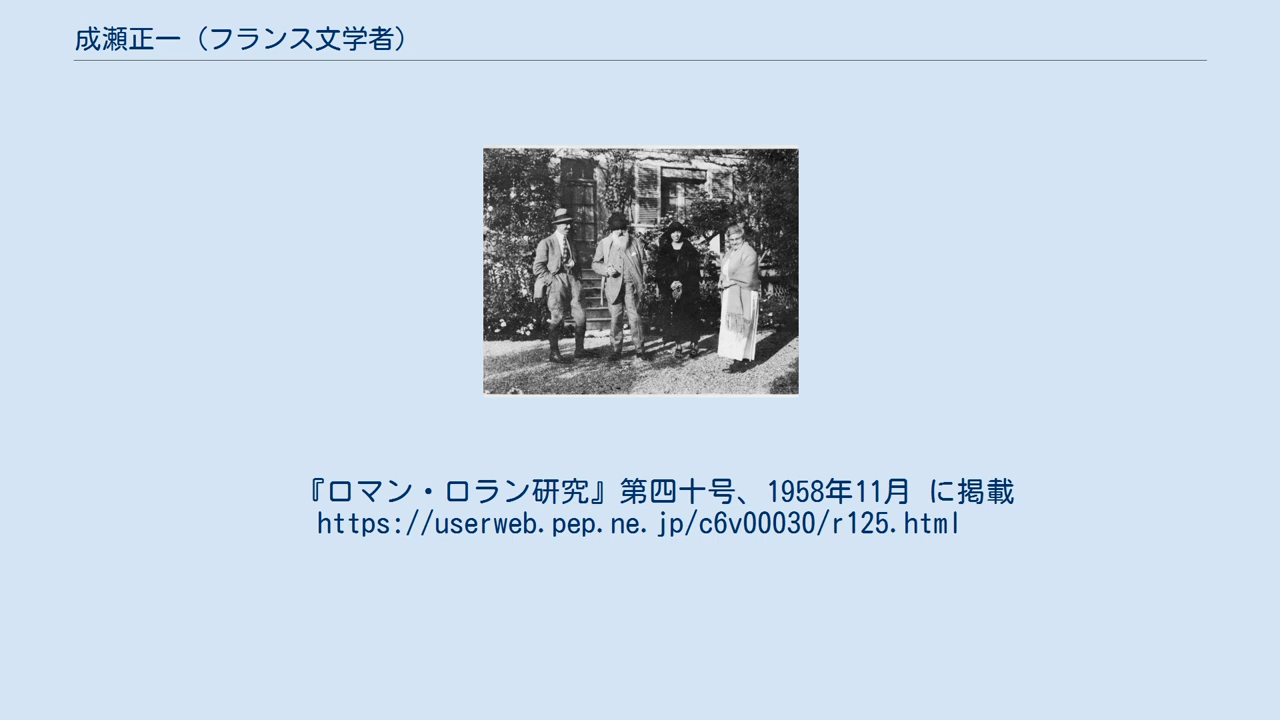 成瀬正一（フランス文学者）
『ロマン・ロラン研究』第四十号、1958年11月 に掲載
https://userweb.pep.ne.jp/c6v00030/r125.html